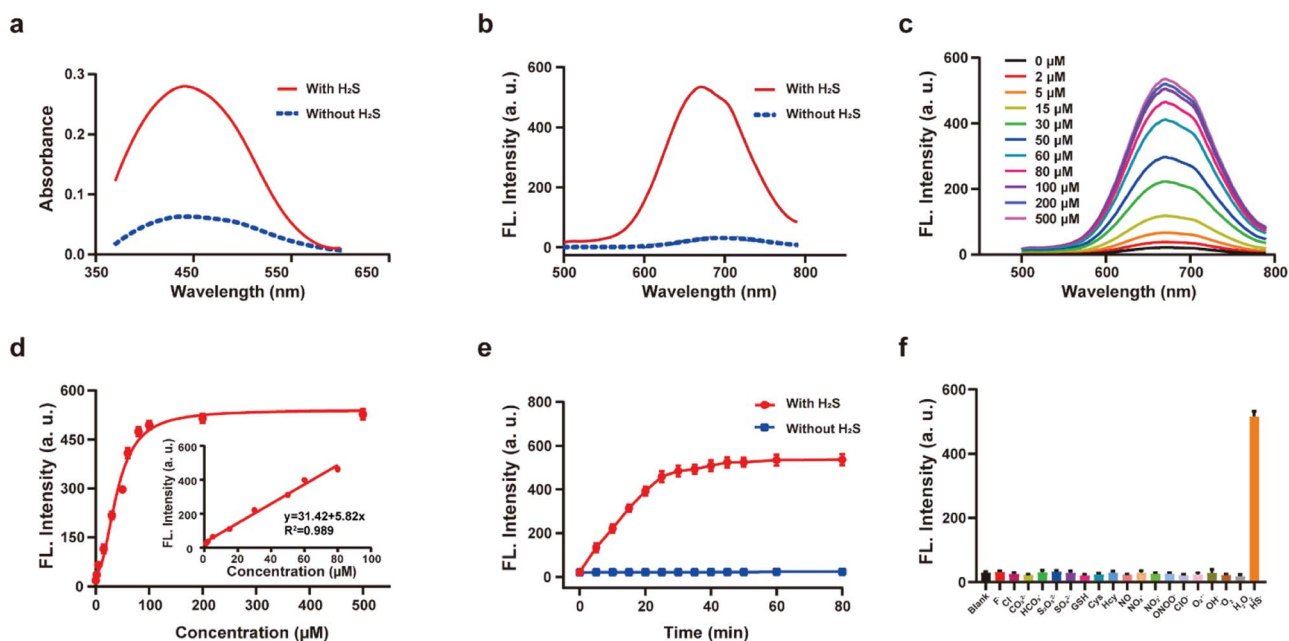 a
0.3
0.2
0.1
0.0
350
450
550
650
Absorbance
Wavelength (nm)
With H₂S
Without H₂S
b
600
400
200
0
500
600
700
800
FL. Intensity (a. u.)
Wavelength (nm)
With H₂S
Without H₂S
c
600
400
200
0
500
600
700
800
FL. Intensity (a. u.)
Wavelength (nm)
0 µM
2 µM
5 µM
15 µM
30 µM
50 µM
60 µM
80 µM
100 µM
200 µM
500 µM
d
600
450
300
150
0
0
100
200
300
400
500
FL. Intensity (a. u.)
Concentration (µM)
600
400
200
0
0
20
40
60
80
100
FL. Intensity (a. u.)
Concentration (µM)
y=31.42+5.82x
R²=0.989
e
800
600
400
200
0
0
20
40
60
80
FL. Intensity (a. u.)
Time (min)
With H₂S
Without H₂S
f
600
400
200
0
FL. Intensity (a. u.)
Blank
F⁻
Cl⁻
CO₃²⁻
HCO₃⁻
S₂O₃²⁻
GSH
Cys
Hcy
NO
ONOO⁻
ClO⁻
H₂O₂
HS⁻